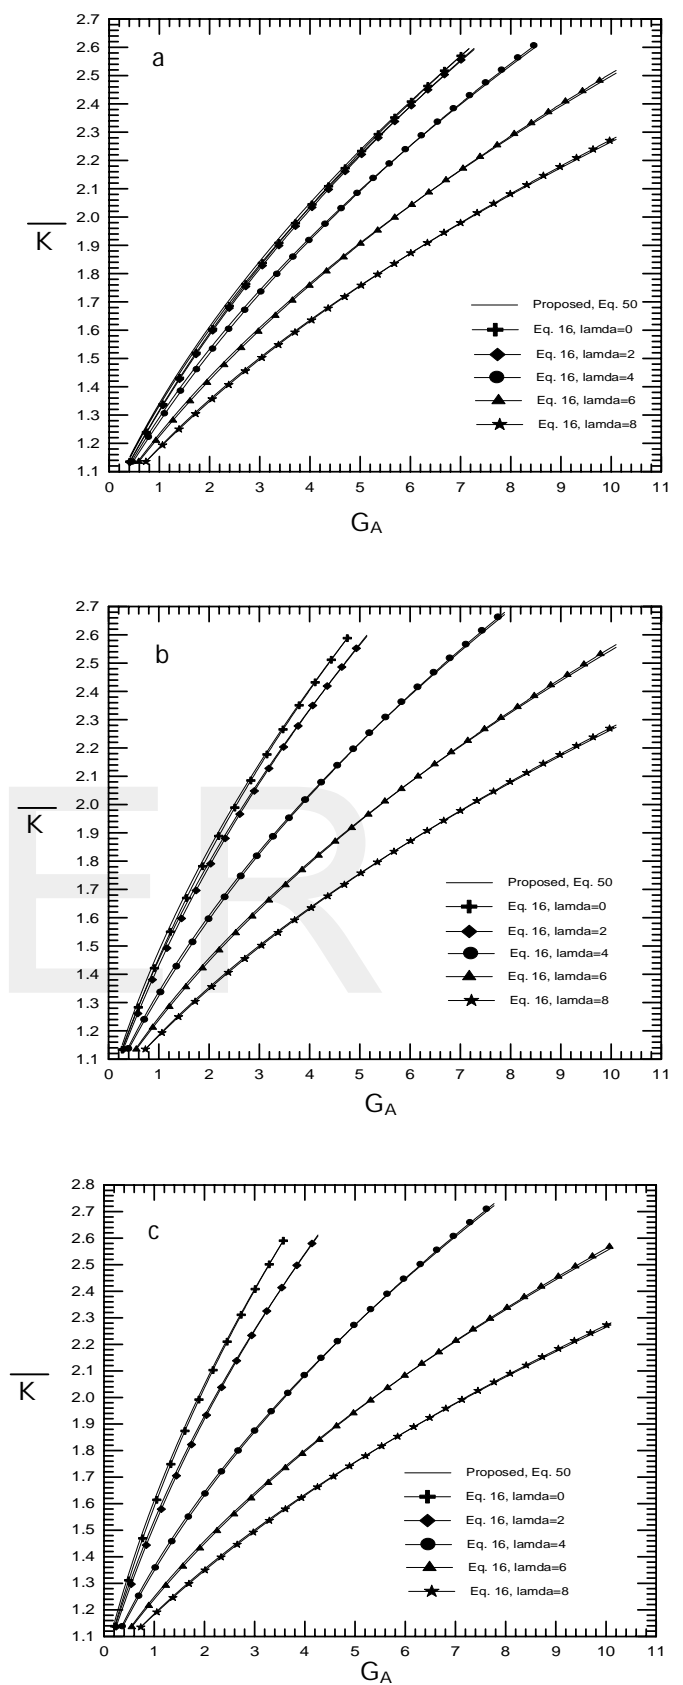 2.7
2.6
a
2.5
2.4
2.3
2.2
2.1
2.0
K
1.9
1.8
1.7
Proposed, Eq. 50
1.6
Eq. 16, lamda=0
1.5
Eq. 16, lamda=2
1.4
Eq. 16, lamda=4
1.3
Eq. 16, lamda=6
1.2
Eq. 16, lamda=8
1.1
0 1 2 3 4 5 6 7 8 9 10 11
GA
2.7
2.6
b
2.5
2.4
2.3
2.2
2.1
2.0
K
ER
1.9
1.8
1.7
Proposed, Eq. 50
1.6
Eq. 16, lamda=0
1.5
Eq. 16, lamda=2
1.4
Eq. 16, lamda=4
1.3
Eq. 16, lamda=6
1.2
Eq. 16, lamda=8
1.1
0 1 2 3 4 5 6 7 8 9 10 11
GA
2.8
2.7
c
2.6
2.5
2.4
2.3
2.2
2.1
K
2.0
1.9
1.8
1.7
Proposed, Eq. 50
1.6
Eq. 16, lamda=0
1.5
Eq. 16, lamda=2
1.4
Eq. 16, lamda=4
1.3
Eq. 16, lamda=6
1.2
Eq. 16, lamda=8
1.1
0 1 2 3 4 5 6 7 8 9 10 11
GA